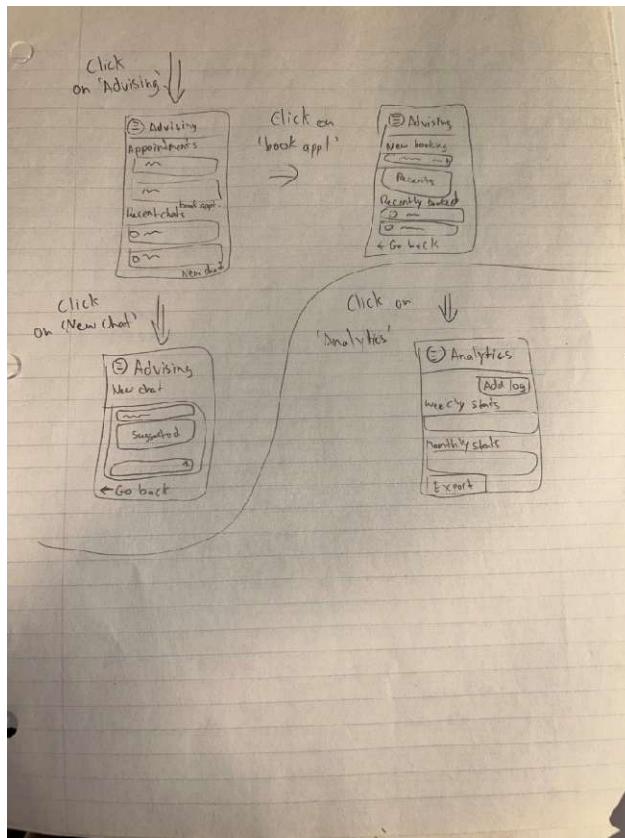 Click
on 'Advising'
Advising
Appointments
book appt.
Recent chats
New chat
Click on
'book appt'
Advising
New booking
Recents
Recently booked
← Go back
Click
on 'New chat'
Advising
New chat
Suggested
← Go back
Click on
'Analytics'
Analytics
Add log
Weekly stats
Monthly stats
Export